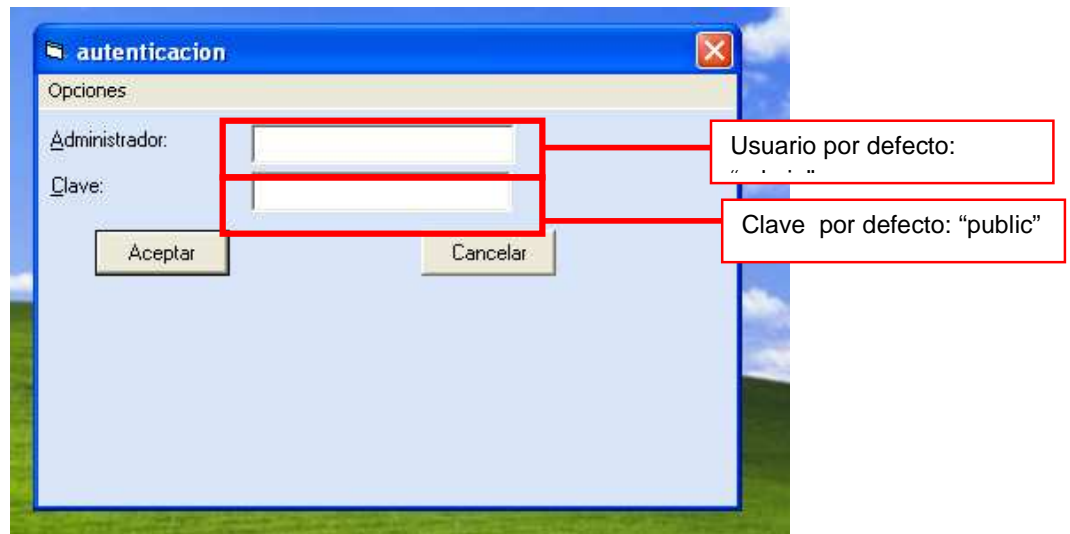 autenticacion
Opciones
Administrador:
Usuario por defecto:
Clave:
Clave por defecto: “public”
Aceptar
Cancelar